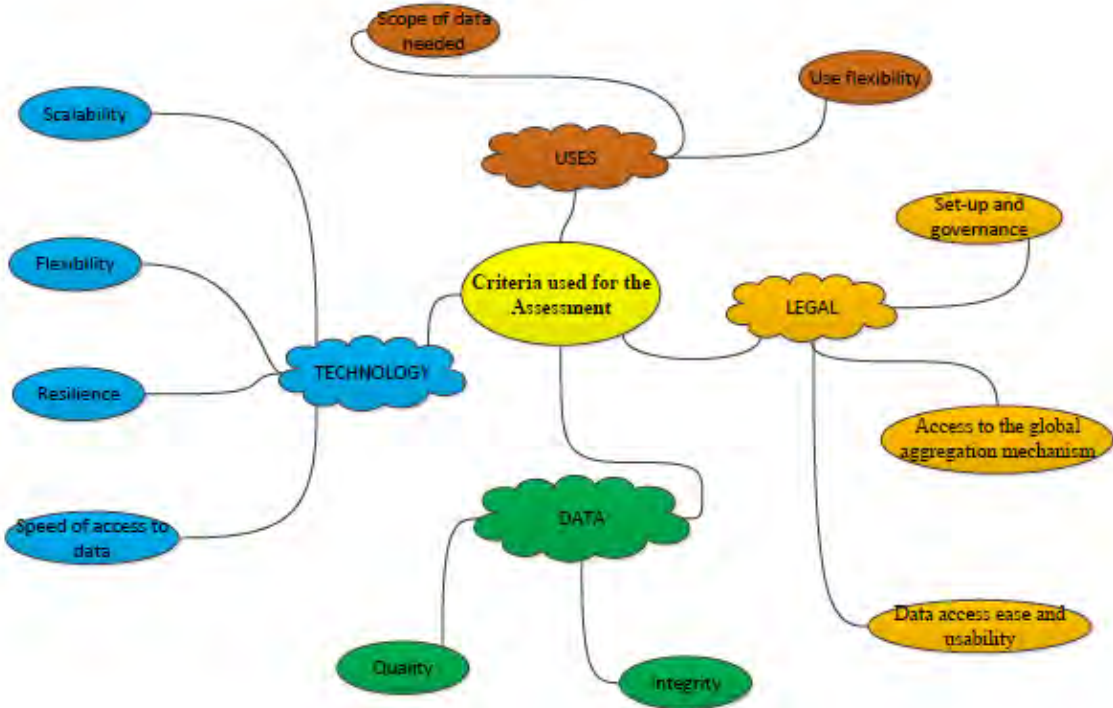 Scope of data
needed
Use flexibility
Scalability
USES
Set-up and
governance
Flexibility
Criteria used for the
Assessment
LEGAL
TECHNOLOGY
Resilience
Access to the global
aggregation mechanism
Speed of access to
data
DATA
Data access ease and
usability
Quality
Integrity